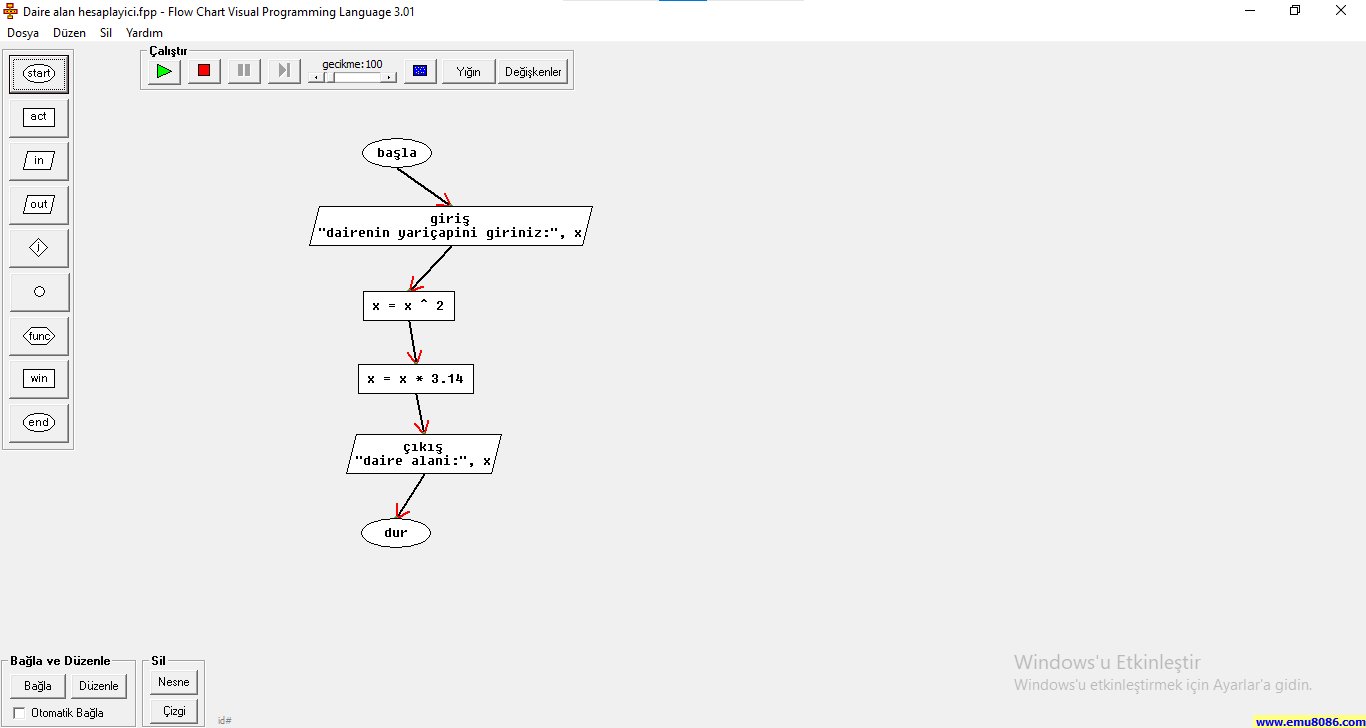 Daire alan hesaplayici.fpp - Flow Chart Visual Programming Language 3.01
Dosya Düzen Sil Yardım
Çalıştır
gecikme:100
Yığın
Değişkenler
start
act
in
out
j
func
win
end
başla
giriş
"dairenin yariçapini giriniz:", x
x = x ^ 2
x = x * 3.14
çıkış
"daire alani:", x
dur
Bağla ve Düzenle
Bağla
Düzenle
Otomatik Bağla
Sil
Nesne
Çizgi
id#
Windows'u Etkinleştir
Windows'u etkinleştirmek için Ayarlar'a gidin.
www.emu8086.com